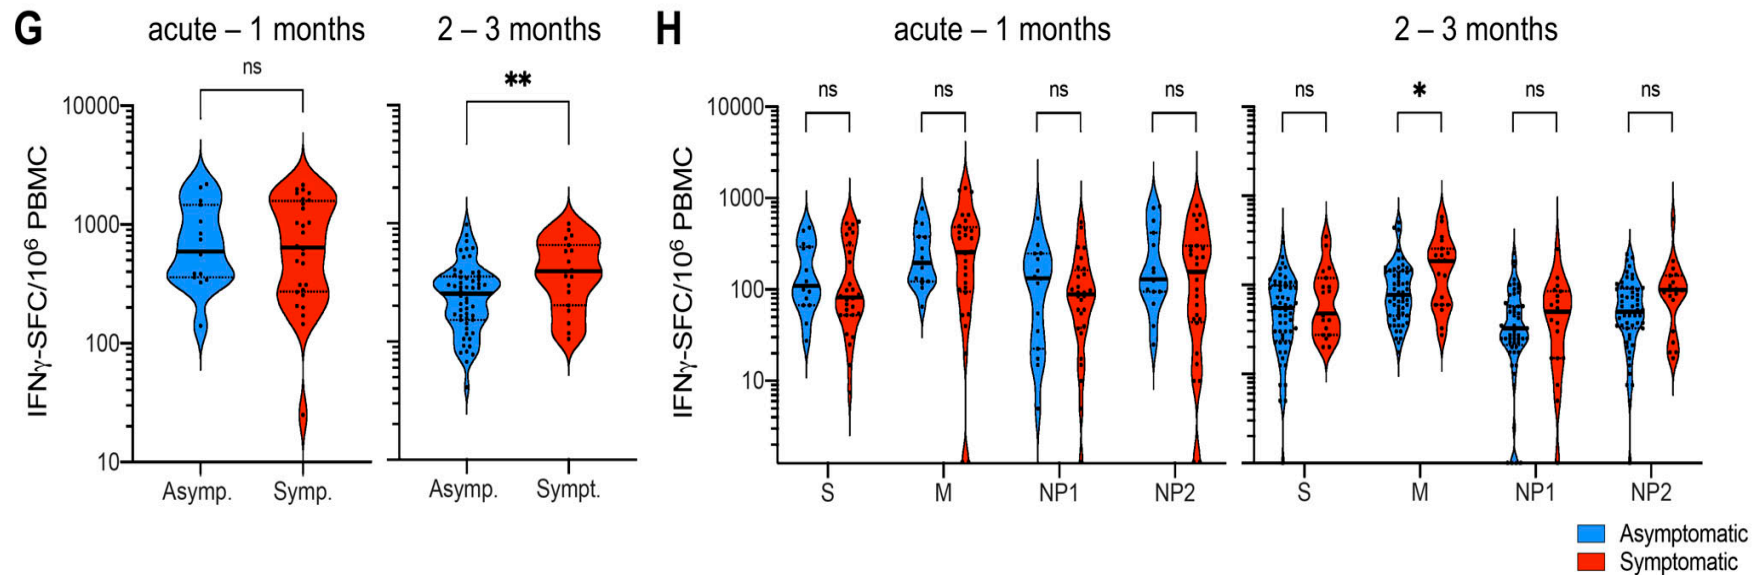 G
acute – 1 months
2 – 3 months
ns
**
IFNγ-SFC/10⁶ PBMC
10000
1000
100
10
Asymp.
Symp.
Asymp.
Sympt.
H
acute – 1 months
2 – 3 months
ns
ns
ns
ns
ns
*
ns
ns
IFNγ-SFC/10⁶ PBMC
10000
1000
100
10
S
M
NP1
NP2
S
M
NP1
NP2
Asymptomatic
Symptomatic